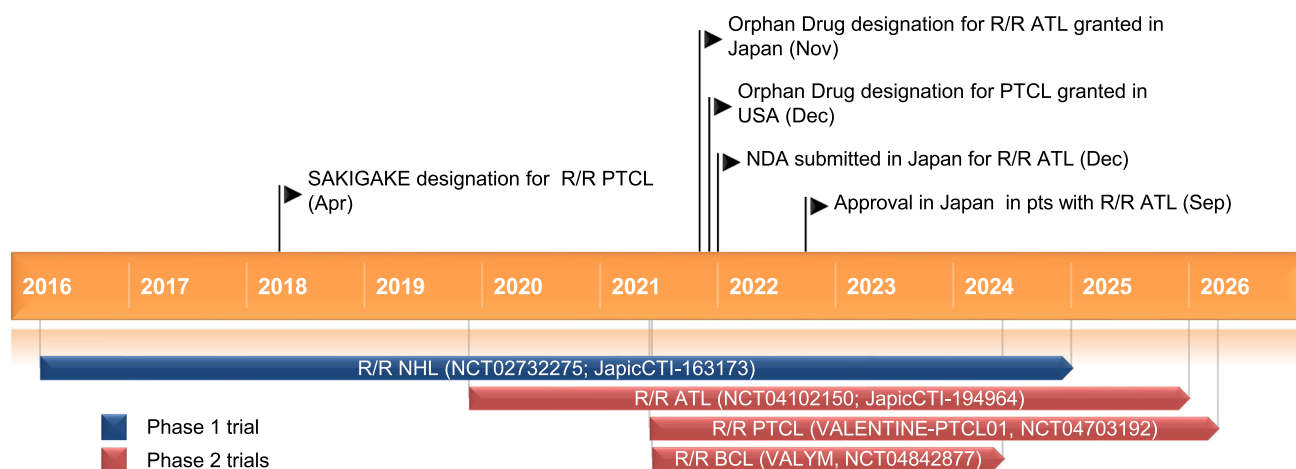 Orphan Drug designation for R/R ATL granted in
Japan (Nov)
Orphan Drug designation for PTCL granted in
USA (Dec)
NDA submitted in Japan for R/R ATL (Dec)
SAKIGAKE designation for R/R PTCL
(Apr)
Approval in Japan in pts with R/R ATL (Sep)
2016 2017 2018 2019 2020 2021 2022 2023 2024 2025 2026
R/R NHL (NCT02732275; JapicCTI-163173)
R/R ATL (NCT04102150; JapicCTI-194964)
R/R PTCL (VALENTINE-PTCL01, NCT04703192)
R/R BCL (VALYM, NCT04842877)
Phase 1 trial
Phase 2 trials